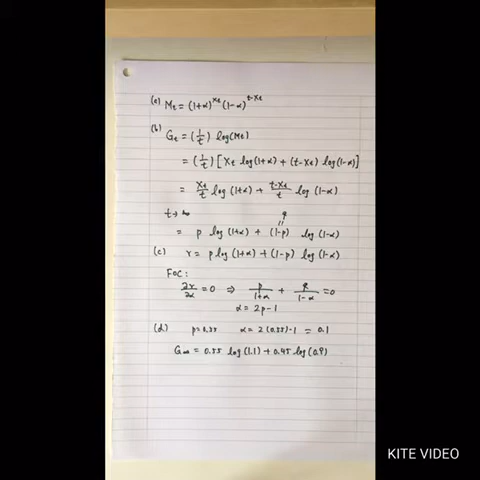 (a) Mt = (1+α)^xt (1-α)^t-xt
(b) Gt = (1/t) log(Mt)
= (1/t) [Xt log(1+α) + (t-Xt) log(1-α)]
= Xt/t log(1+α) + t-Xt/t log(1-α)
t→∞
q
= p log(1+α) + (1-p) log(1-α)
(c) r = p log(1+α) + (1-p) log(1-α)
FOC:
∂r/∂α = 0 ⇒ p/1+α + q/1-α = 0
α = 2p-1
(d) p=0.55 α = 2(0.55)-1 = 0.1
G∞ = 0.55 log(1.1) + 0.45 log(0.9)
KITE VIDEO